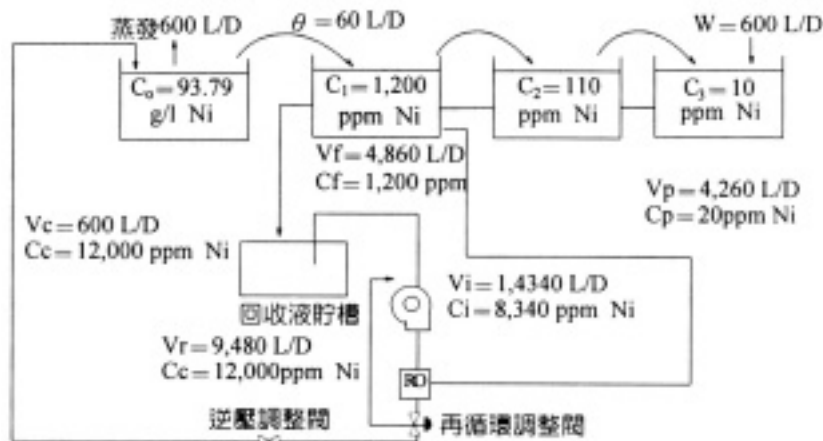 蒸發600 L/D
θ = 60 L/D
W = 600 L/D
Co = 93.79
g/l Ni
C1 = 1,200
ppm Ni
C2 = 110
ppm Ni
C3 = 10
ppm Ni
Vf = 4,860 L/D
Cf = 1,200 ppm
Vp = 4,260 L/D
Cp = 20ppm Ni
Vc = 600 L/D
Cc = 12,000 ppm Ni
回收液貯槽
Vi = 1,4340 L/D
Ci = 8,340 ppm Ni
Vr = 9,480 L/D
Cc = 12,000ppm Ni
RO
逆壓調整閥
再循環調整閥